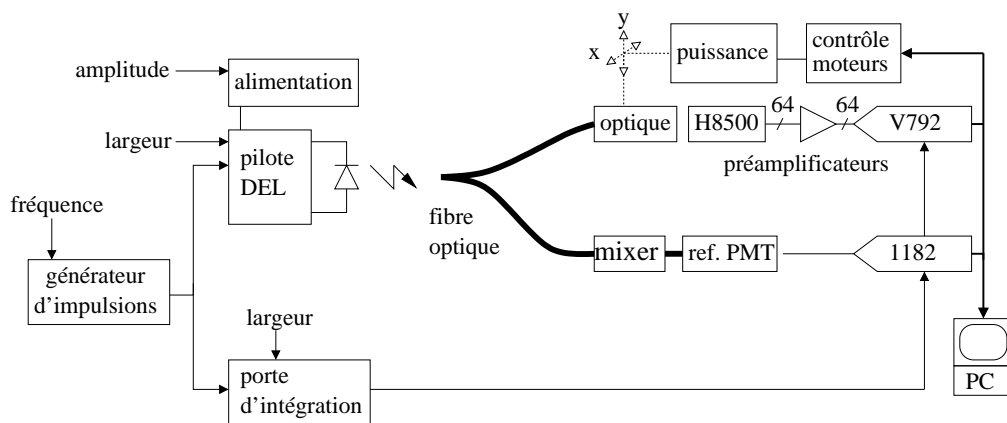 y
x
puissance
contrôle
moteurs
amplitude
alimentation
64
64
optique
H8500
V792
largeur
pilote
DEL
préamplificateurs
fréquence
fibre
optique
mixer
ref. PMT
1182
générateur
d'impulsions
largeur
porte
d'intégration
PC